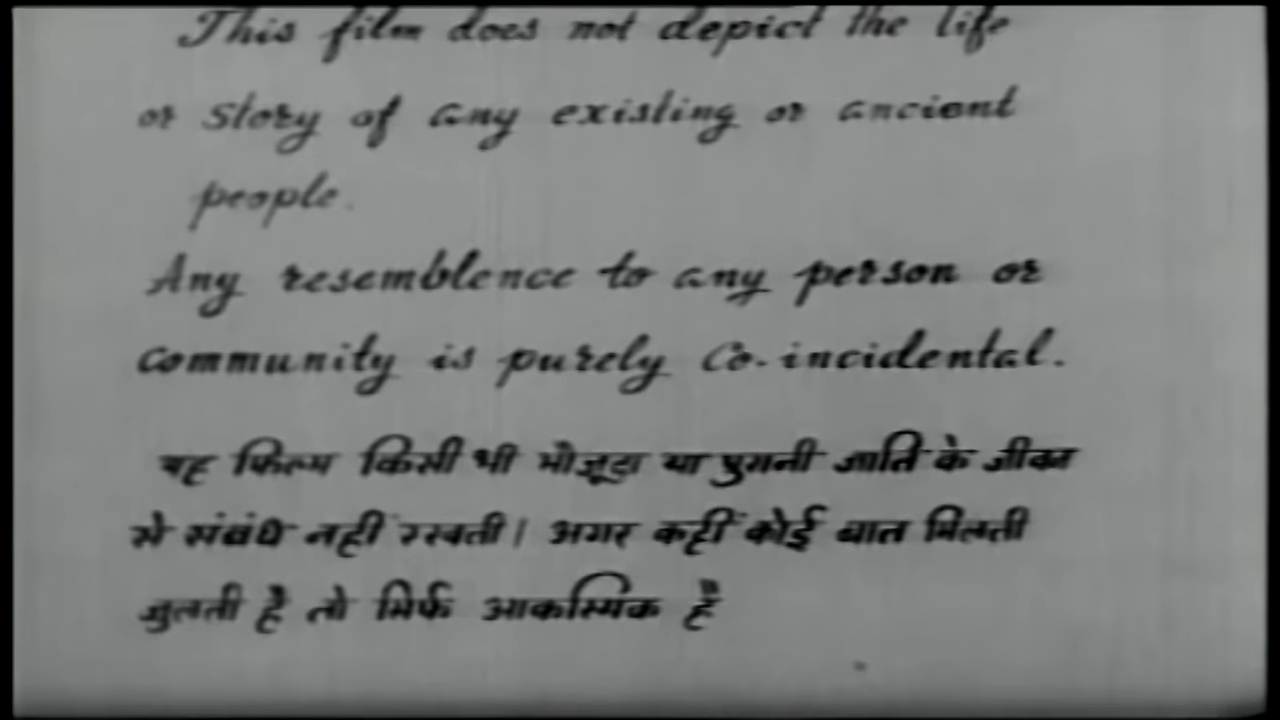 This film does not depict the life
or story of any existing or ancient
people.
Any resemblence to any person or
community is purely Co-incidental.
यह फिल्म किसी भी मौजूदा या पुरानी जाति के जीवन
से संबंध नहीं रखती। अगर कहीं कोई बात मिलती
जुलती है तो सिर्फ आकस्मिक है